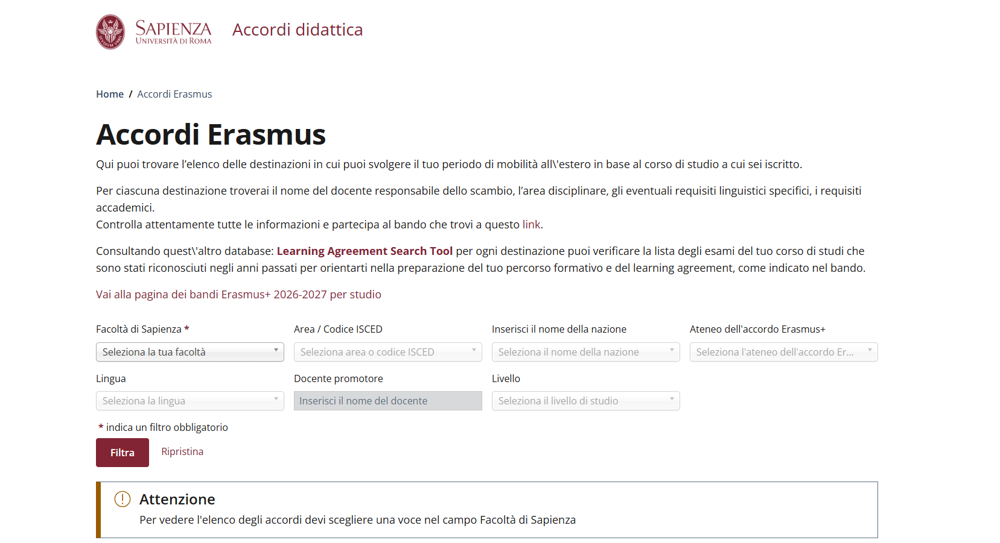 SAPIENZA
UNIVERSITÀ DI ROMA
Accordi didattica
Home / Accordi Erasmus
Accordi Erasmus
Qui puoi trovare l’elenco delle destinazioni in cui puoi svolgere il tuo periodo di mobilità all\'estero in base al corso di studio a cui sei iscritto.
Per ciascuna destinazione troverai il nome del docente responsabile dello scambio, l’area disciplinare, gli eventuali requisiti linguistici specifici, i requisiti
accademici.
Controlla attentamente tutte le informazioni e partecipa al bando che trovi a questo link.
Consultando quest\'altro database: Learning Agreement Search Tool per ogni destinazione puoi verificare la lista degli esami del tuo corso di studi che
sono stati riconosciuti negli anni passati per orientarti nella preparazione del tuo percorso formativo e del learning agreement, come indicato nel bando.
Vai alla pagina dei bandi Erasmus+ 2026-2027 per studio
Facoltà di Sapienza * Area / Codice ISCED Inserisci il nome della nazione Ateneo dell'accordo Erasmus+
Seleziona la tua facoltà Seleziona area o codice ISCED Seleziona il nome della nazione Seleziona l'ateneo dell'accordo Er...
Lingua Docente promotore Livello
Seleziona la lingua Inserisci il nome del docente Seleziona il livello di studio
* indica un filtro obbligatorio
Filtra Ripristina
Attenzione
Per vedere l'elenco degli accordi devi scegliere una voce nel campo Facoltà di Sapienza